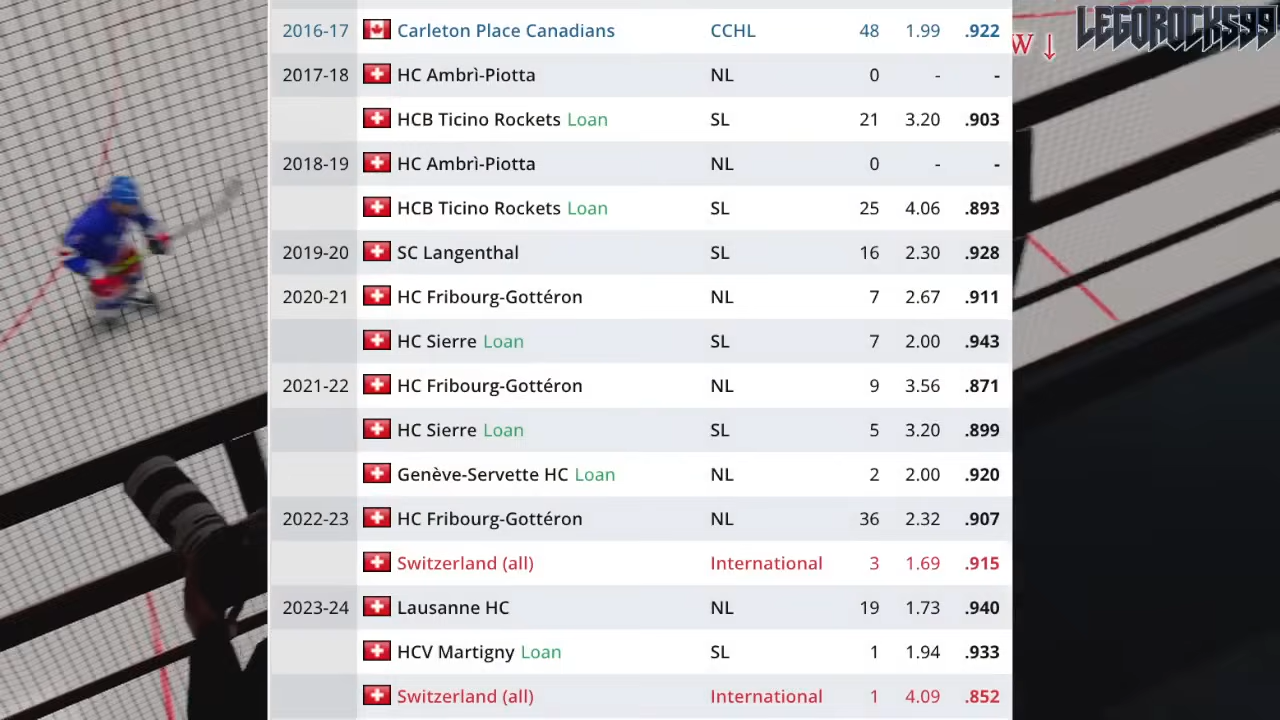 LEGOROCKS99
W ↓
2016-17 Carleton Place Canadians CCHL 48 1.99 .922
2017-18 HC Ambrì-Piotta NL 0 - -
HCB Ticino Rockets Loan SL 21 3.20 .903
2018-19 HC Ambrì-Piotta NL 0 - -
HCB Ticino Rockets Loan SL 25 4.06 .893
2019-20 SC Langenthal SL 16 2.30 .928
2020-21 HC Fribourg-Gottéron NL 7 2.67 .911
HC Sierre Loan SL 7 2.00 .943
2021-22 HC Fribourg-Gottéron NL 9 3.56 .871
HC Sierre Loan SL 5 3.20 .899
Genève-Servette HC Loan NL 2 2.00 .920
2022-23 HC Fribourg-Gottéron NL 36 2.32 .907
Switzerland (all) International 3 1.69 .915
2023-24 Lausanne HC NL 19 1.73 .940
HCV Martigny Loan SL 1 1.94 .933
Switzerland (all) International 1 4.09 .852